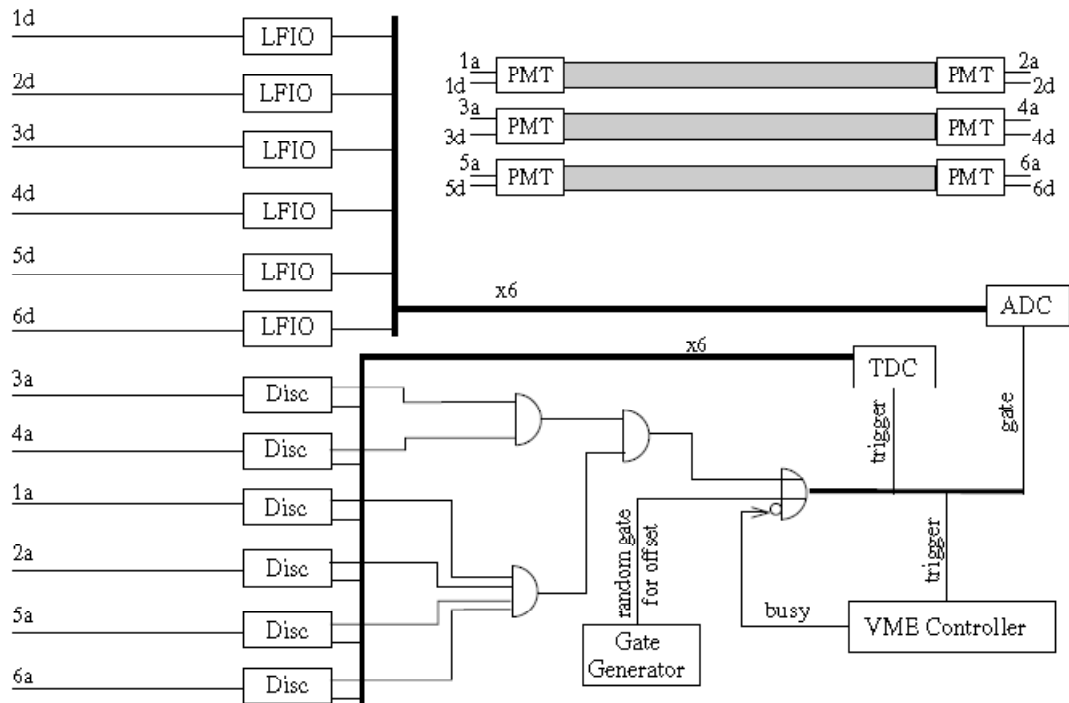 1d
LFIO
2d
LFIO
3d
LFIO
4d
LFIO
5d
LFIO
6d
LFIO
1a
1d
PMT
PMT
2a
2d
3a
3d
PMT
PMT
4a
4d
5a
5d
PMT
PMT
6a
6d
x6
ADC
x6
TDC
3a
Disc
4a
Disc
1a
Disc
2a
Disc
5a
Disc
6a
Disc
trigger
gate
random gate
for offset
trigger
busy
Gate
Generator
VME Controller